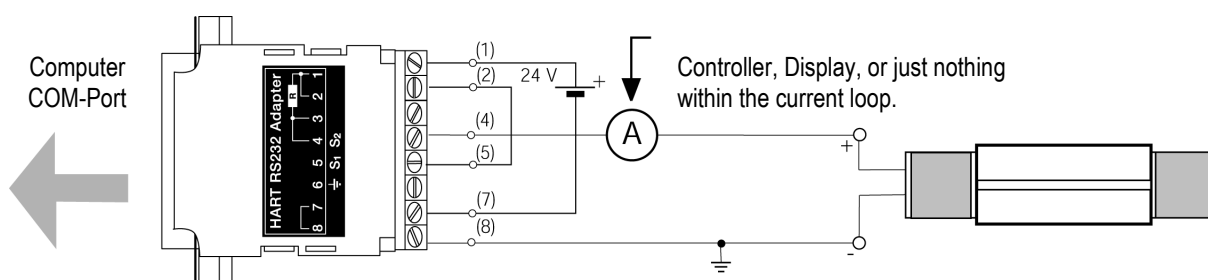 Computer
COM-Port
HART RS232 Adapter
R
1
2
3
4
5
6
7
8
S1 S2
(1)
(2)
(4)
(5)
(7)
(8)
24 V
+
A
Controller, Display, or just nothing
within the current loop.
+
-